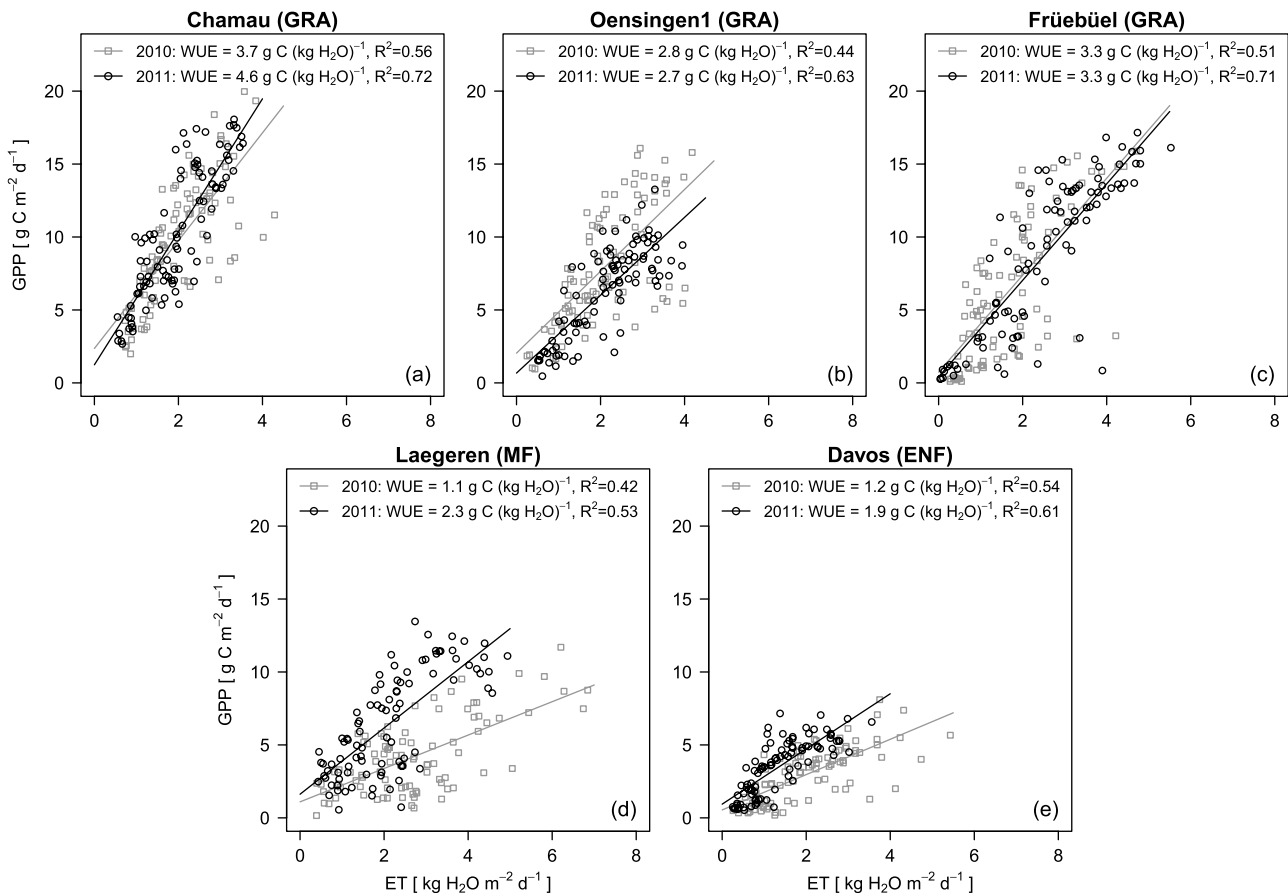 Chamau (GRA)
2010: WUE = 3.7 g C (kg H₂O)⁻¹, R²=0.56
2011: WUE = 4.6 g C (kg H₂O)⁻¹, R²=0.72
GPP [ g C m⁻² d⁻¹ ]
20
15
10
5
0
(a)
0 2 4 6 8
Oensingen1 (GRA)
2010: WUE = 2.8 g C (kg H₂O)⁻¹, R²=0.44
2011: WUE = 2.7 g C (kg H₂O)⁻¹, R²=0.63
20
15
10
5
0
(b)
0 2 4 6 8
Früebüel (GRA)
2010: WUE = 3.3 g C (kg H₂O)⁻¹, R²=0.51
2011: WUE = 3.3 g C (kg H₂O)⁻¹, R²=0.71
20
15
10
5
0
(c)
0 2 4 6 8
Laegeren (MF)
2010: WUE = 1.1 g C (kg H₂O)⁻¹, R²=0.42
2011: WUE = 2.3 g C (kg H₂O)⁻¹, R²=0.53
GPP [ g C m⁻² d⁻¹ ]
20
15
10
5
0
(d)
0 2 4 6 8
ET [ kg H₂O m⁻² d⁻¹ ]
Davos (ENF)
2010: WUE = 1.2 g C (kg H₂O)⁻¹, R²=0.54
2011: WUE = 1.9 g C (kg H₂O)⁻¹, R²=0.61
20
15
10
5
0
(e)
0 2 4 6 8
ET [ kg H₂O m⁻² d⁻¹ ]